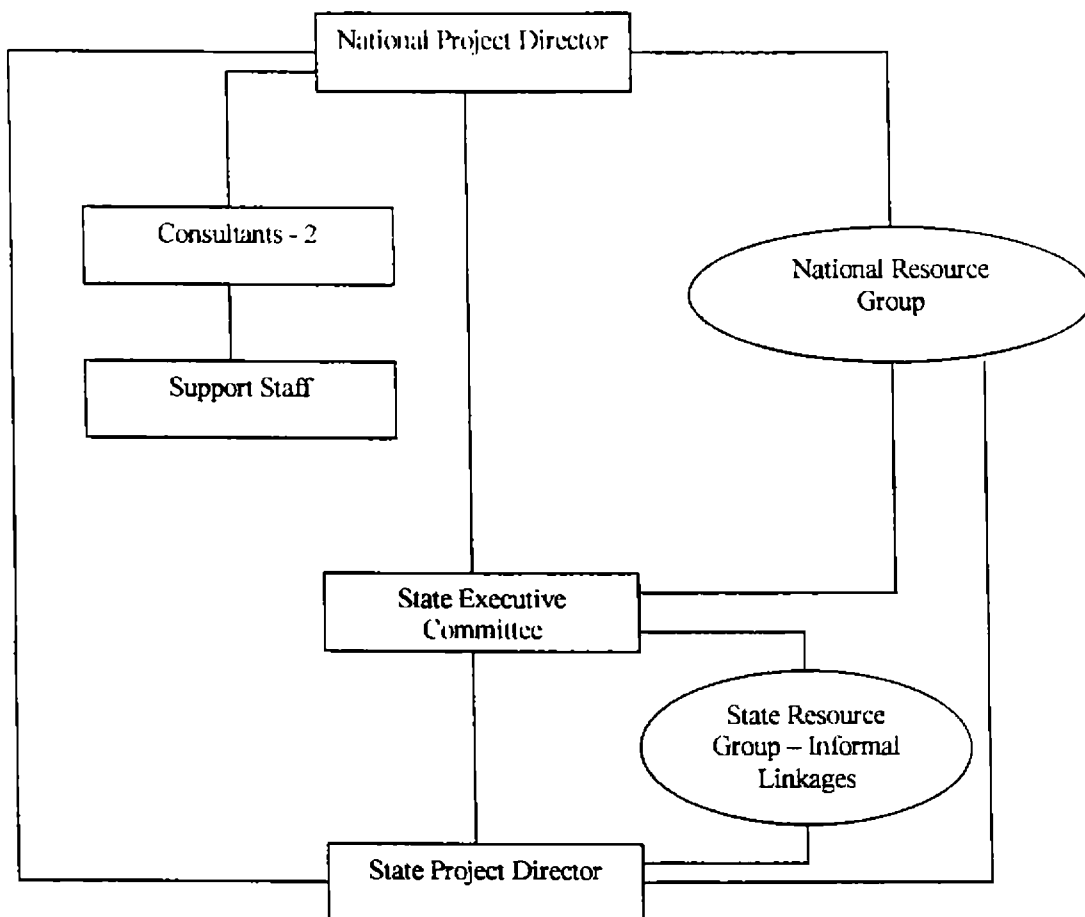 National Project Director
Consultants - 2
National Resource
Group
Support Staff
State Executive
Committee
State Resource
Group – Informal
Linkages
State Project Director